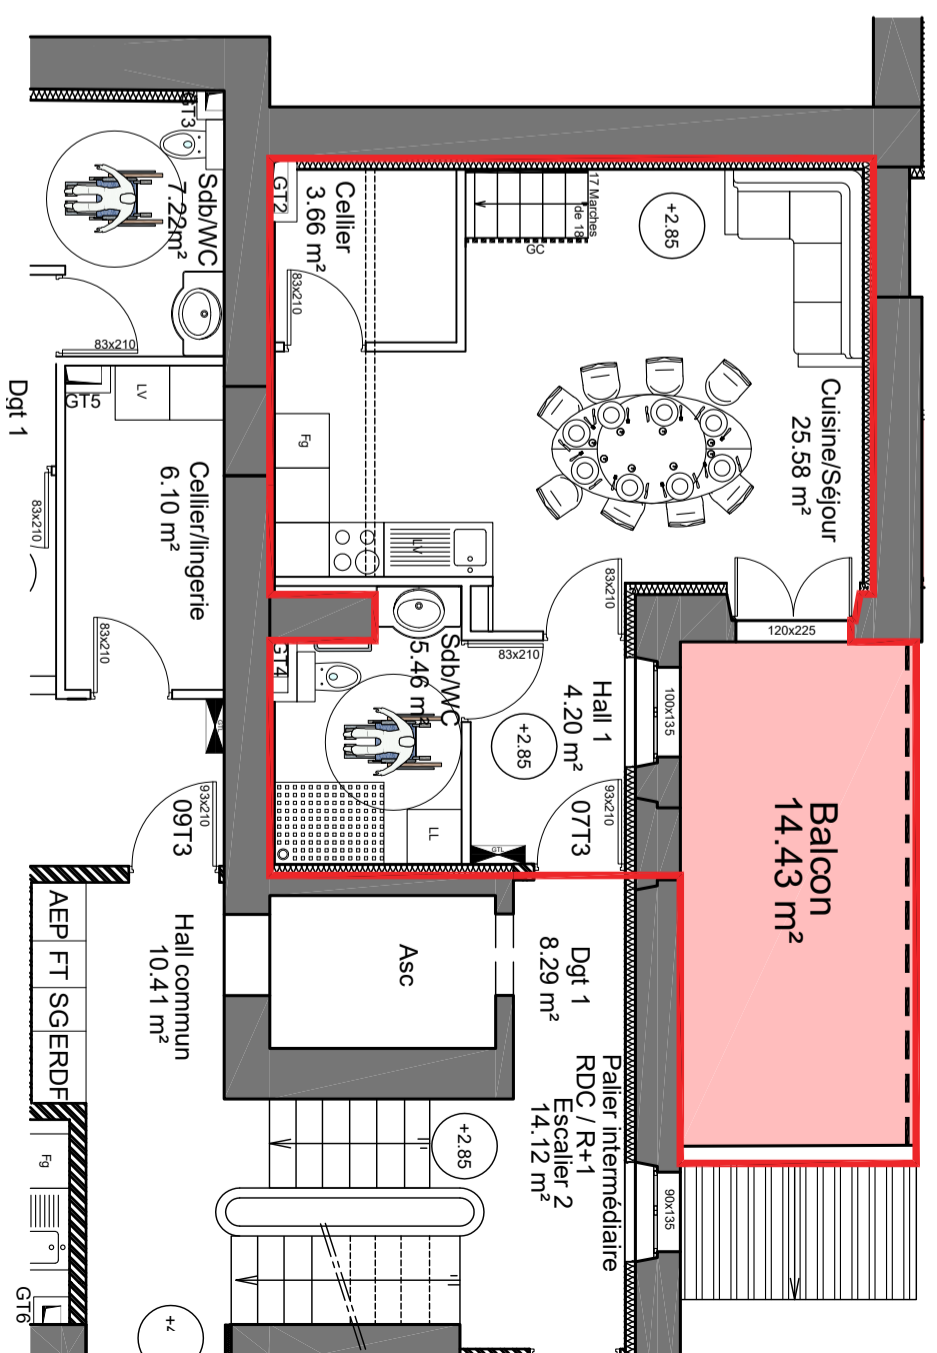 GT3
Sdb/WC
7.22m²
83x210
Dgt 1
GT5
LV
Cellier/lingerie
6.10 m²
83x210
83x210
GT2
Cellier
3.66 m²
83x210
17 Marches
de 18
GC
+2.85
Cuisine/Séjour
25.58 m²
Fg
LV
83x210
120x225
83x210
GT4
Sdb/WC
5.46 m²
LL
Hall 1
4.20 m²
+2.85
100x135
93x210
07T3
GTL
Balcon
14.43 m²
GTL
93x210
09T3
Hall commun
10.41 m²
AEP
FT
SG
ERDF
Asc
Dgt 1
8.29 m²
Palier intermédiaire
RDC / R+1
Escalier 2
14.12 m²
+2.85
90x135
Fg
GT6